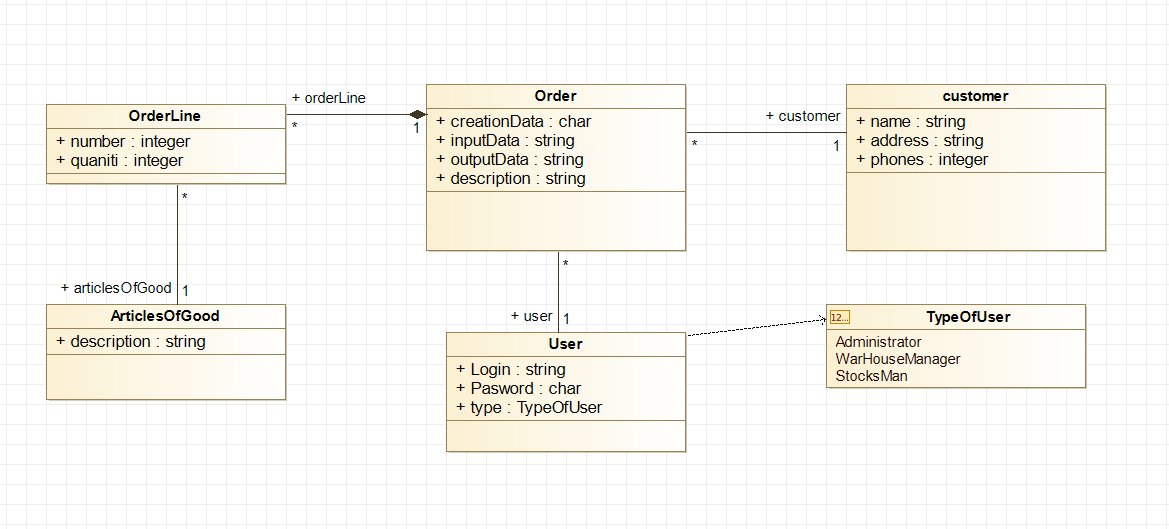 + orderLine
*
1
OrderLine
+ number : integer
+ quaniti : integer
Order
+ creationData : char
+ inputData : string
+ outputData : string
+ description : string
+ customer
*
1
customer
+ name : string
+ address : string
+ phones : integer
*
+ articlesOfGood
1
ArticlesOfGood
+ description : string
*
+ user
1
User
+ Login : string
+ Pasword : char
+ type : TypeOfUser
12...
TypeOfUser
Administrator
WarHouseManager
StocksMan